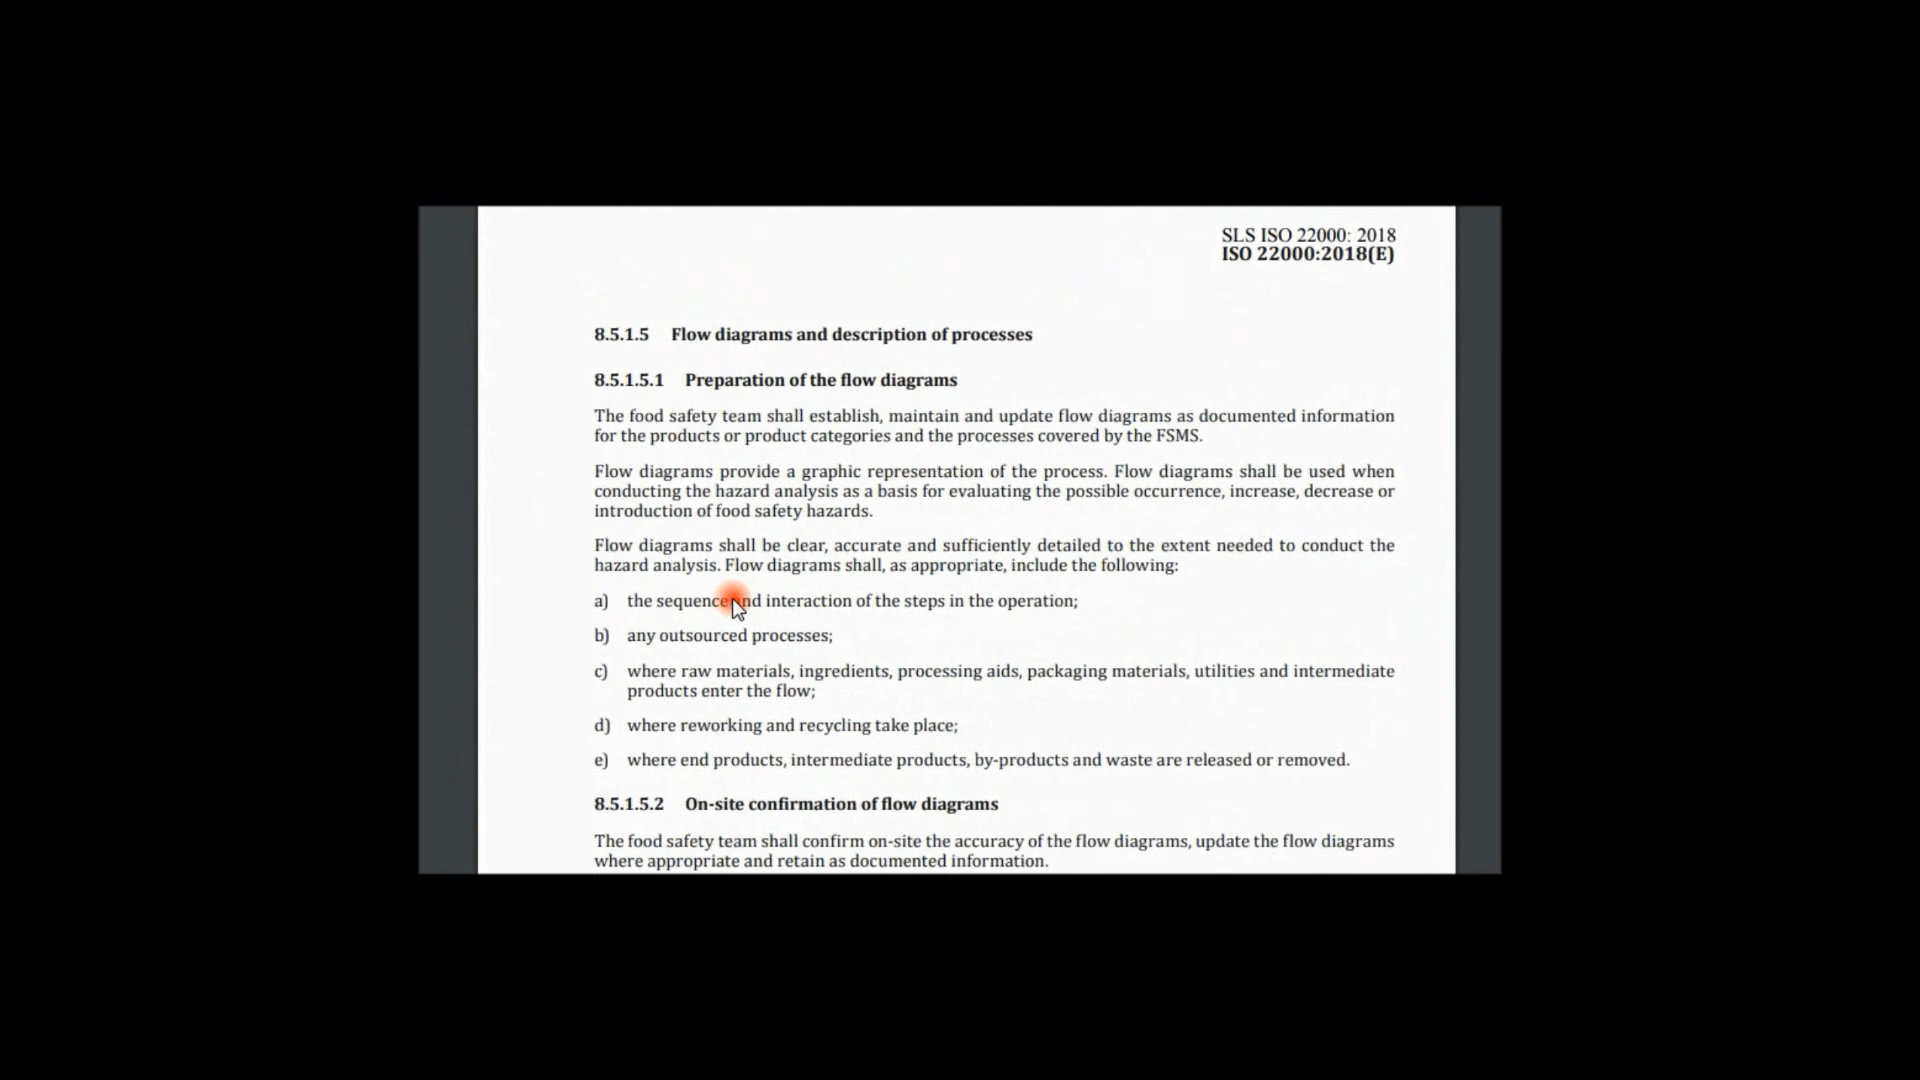 SLS ISO 22000: 2018
ISO 22000:2018(E)
8.5.1.5 Flow diagrams and description of processes
8.5.1.5.1 Preparation of the flow diagrams
The food safety team shall establish, maintain and update flow diagrams as documented information
for the products or product categories and the processes covered by the FSMS.
Flow diagrams provide a graphic representation of the process. Flow diagrams shall be used when
conducting the hazard analysis as a basis for evaluating the possible occurrence, increase, decrease or
introduction of food safety hazards.
Flow diagrams shall be clear, accurate and sufficiently detailed to the extent needed to conduct the
hazard analysis. Flow diagrams shall, as appropriate, include the following:
a) the sequence and interaction of the steps in the operation;
b) any outsourced processes;
c) where raw materials, ingredients, processing aids, packaging materials, utilities and intermediate
products enter the flow;
d) where reworking and recycling take place;
e) where end products, intermediate products, by-products and waste are released or removed.
8.5.1.5.2 On-site confirmation of flow diagrams
The food safety team shall confirm on-site the accuracy of the flow diagrams, update the flow diagrams
where appropriate and retain as documented information.